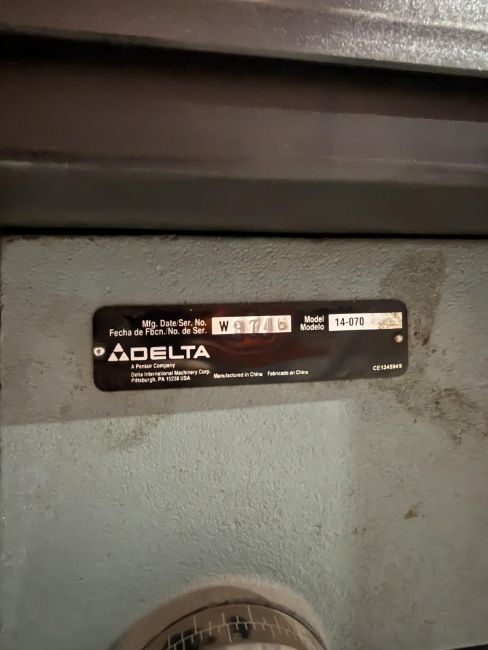 Mfg. Date/Ser. No. W 9746 Model 14-070
Fecha de Fbcn./No. de Ser. Modelo
DELTA
A Pentair Company
Delta International Machinery Corp. Manufactured in China Fabricado en China
Pittsburgh, PA 15238 USA
CE1345949